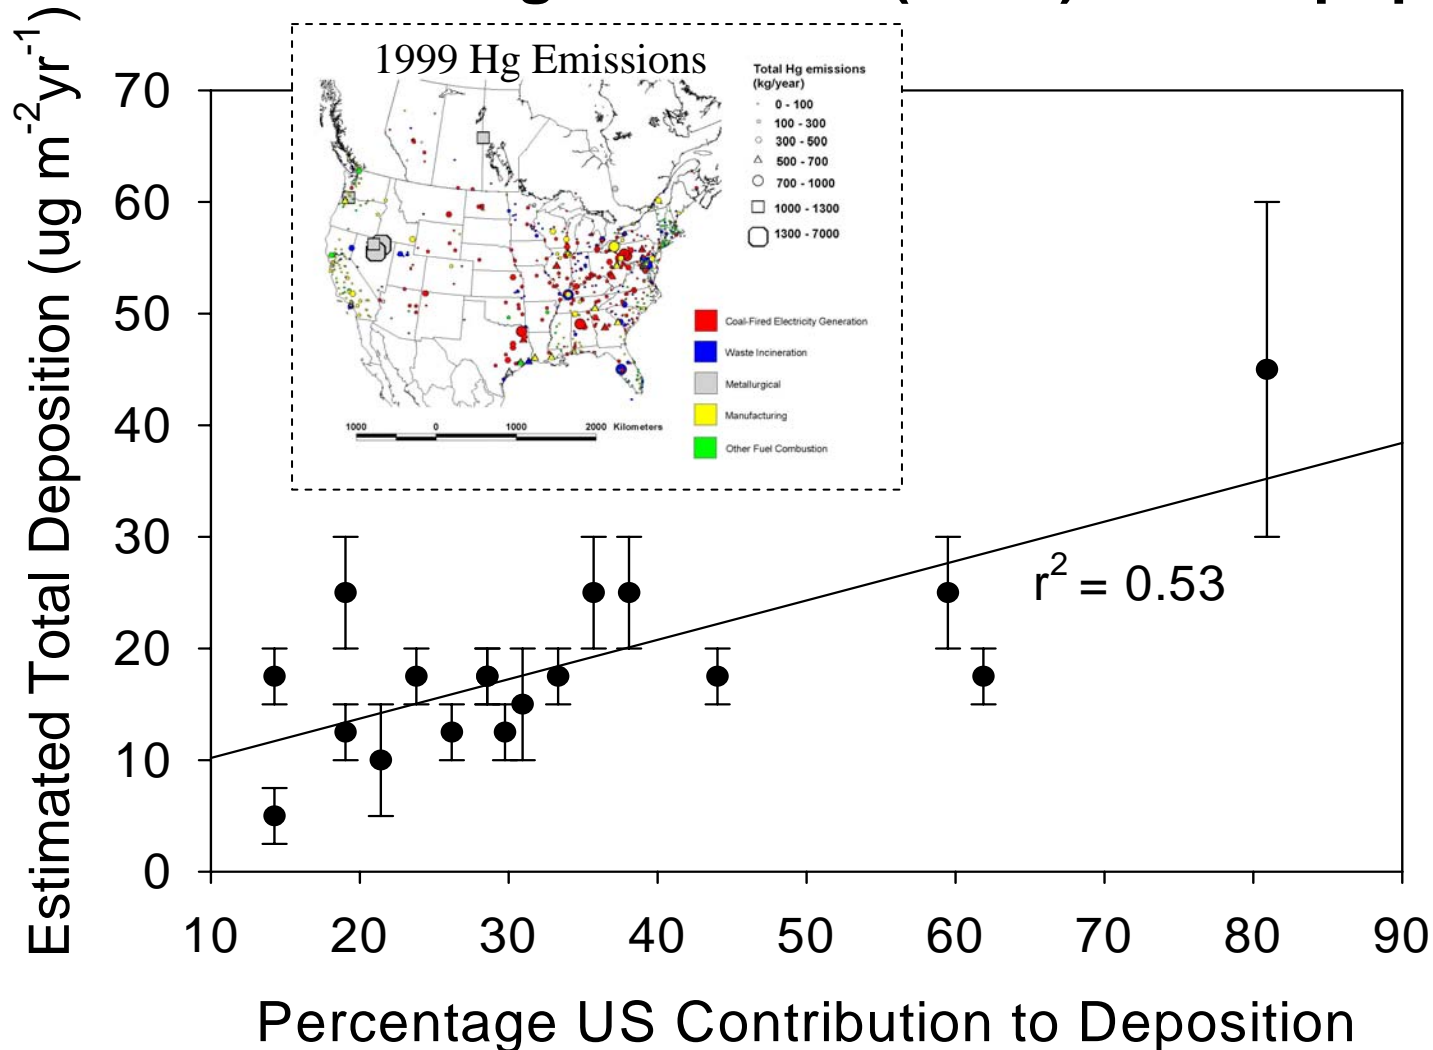 1999 Hg Emissions
Total Hg emissions
(kg/year)
0 - 100
100 - 300
300 - 500
500 - 700
700 - 1000
1000 - 1300
1300 - 7000
Coal-Fired Electricity Generation
Waste Incineration
Metallurgical
Manufacturing
Other Fuel Combustion
1000 0 1000 2000 Kilometers
Estimated Total Deposition (ug m-2yr-1)
70
60
50
40
30
20
10
0
r2 = 0.53
10 20 30 40 50 60 70 80 90
Percentage US Contribution to Deposition